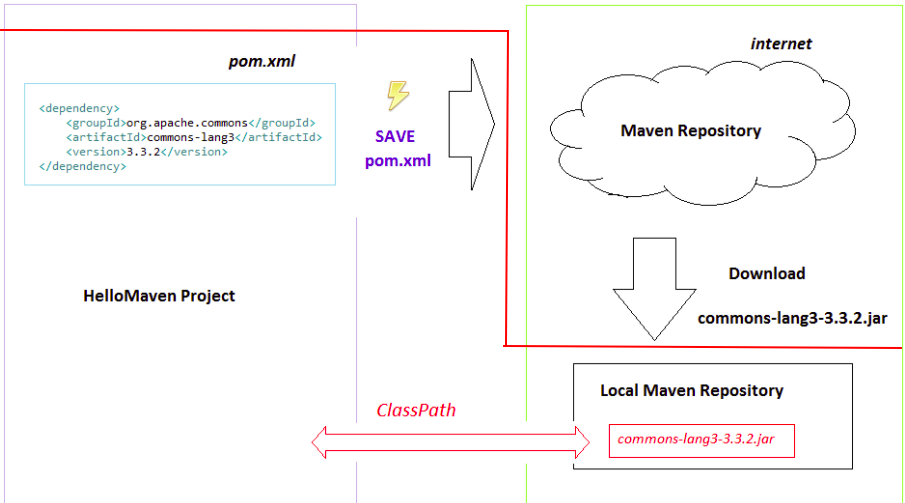 pom.xml
<dependency>
<groupId>org.apache.commons</groupId>
<artifactId>commons-lang3</artifactId>
<version>3.3.2</version>
</dependency>
SAVE
pom.xml
internet
Maven Repository
Download
commons-lang3-3.3.2.jar
HelloMaven Project
Local Maven Repository
commons-lang3-3.3.2.jar
ClassPath